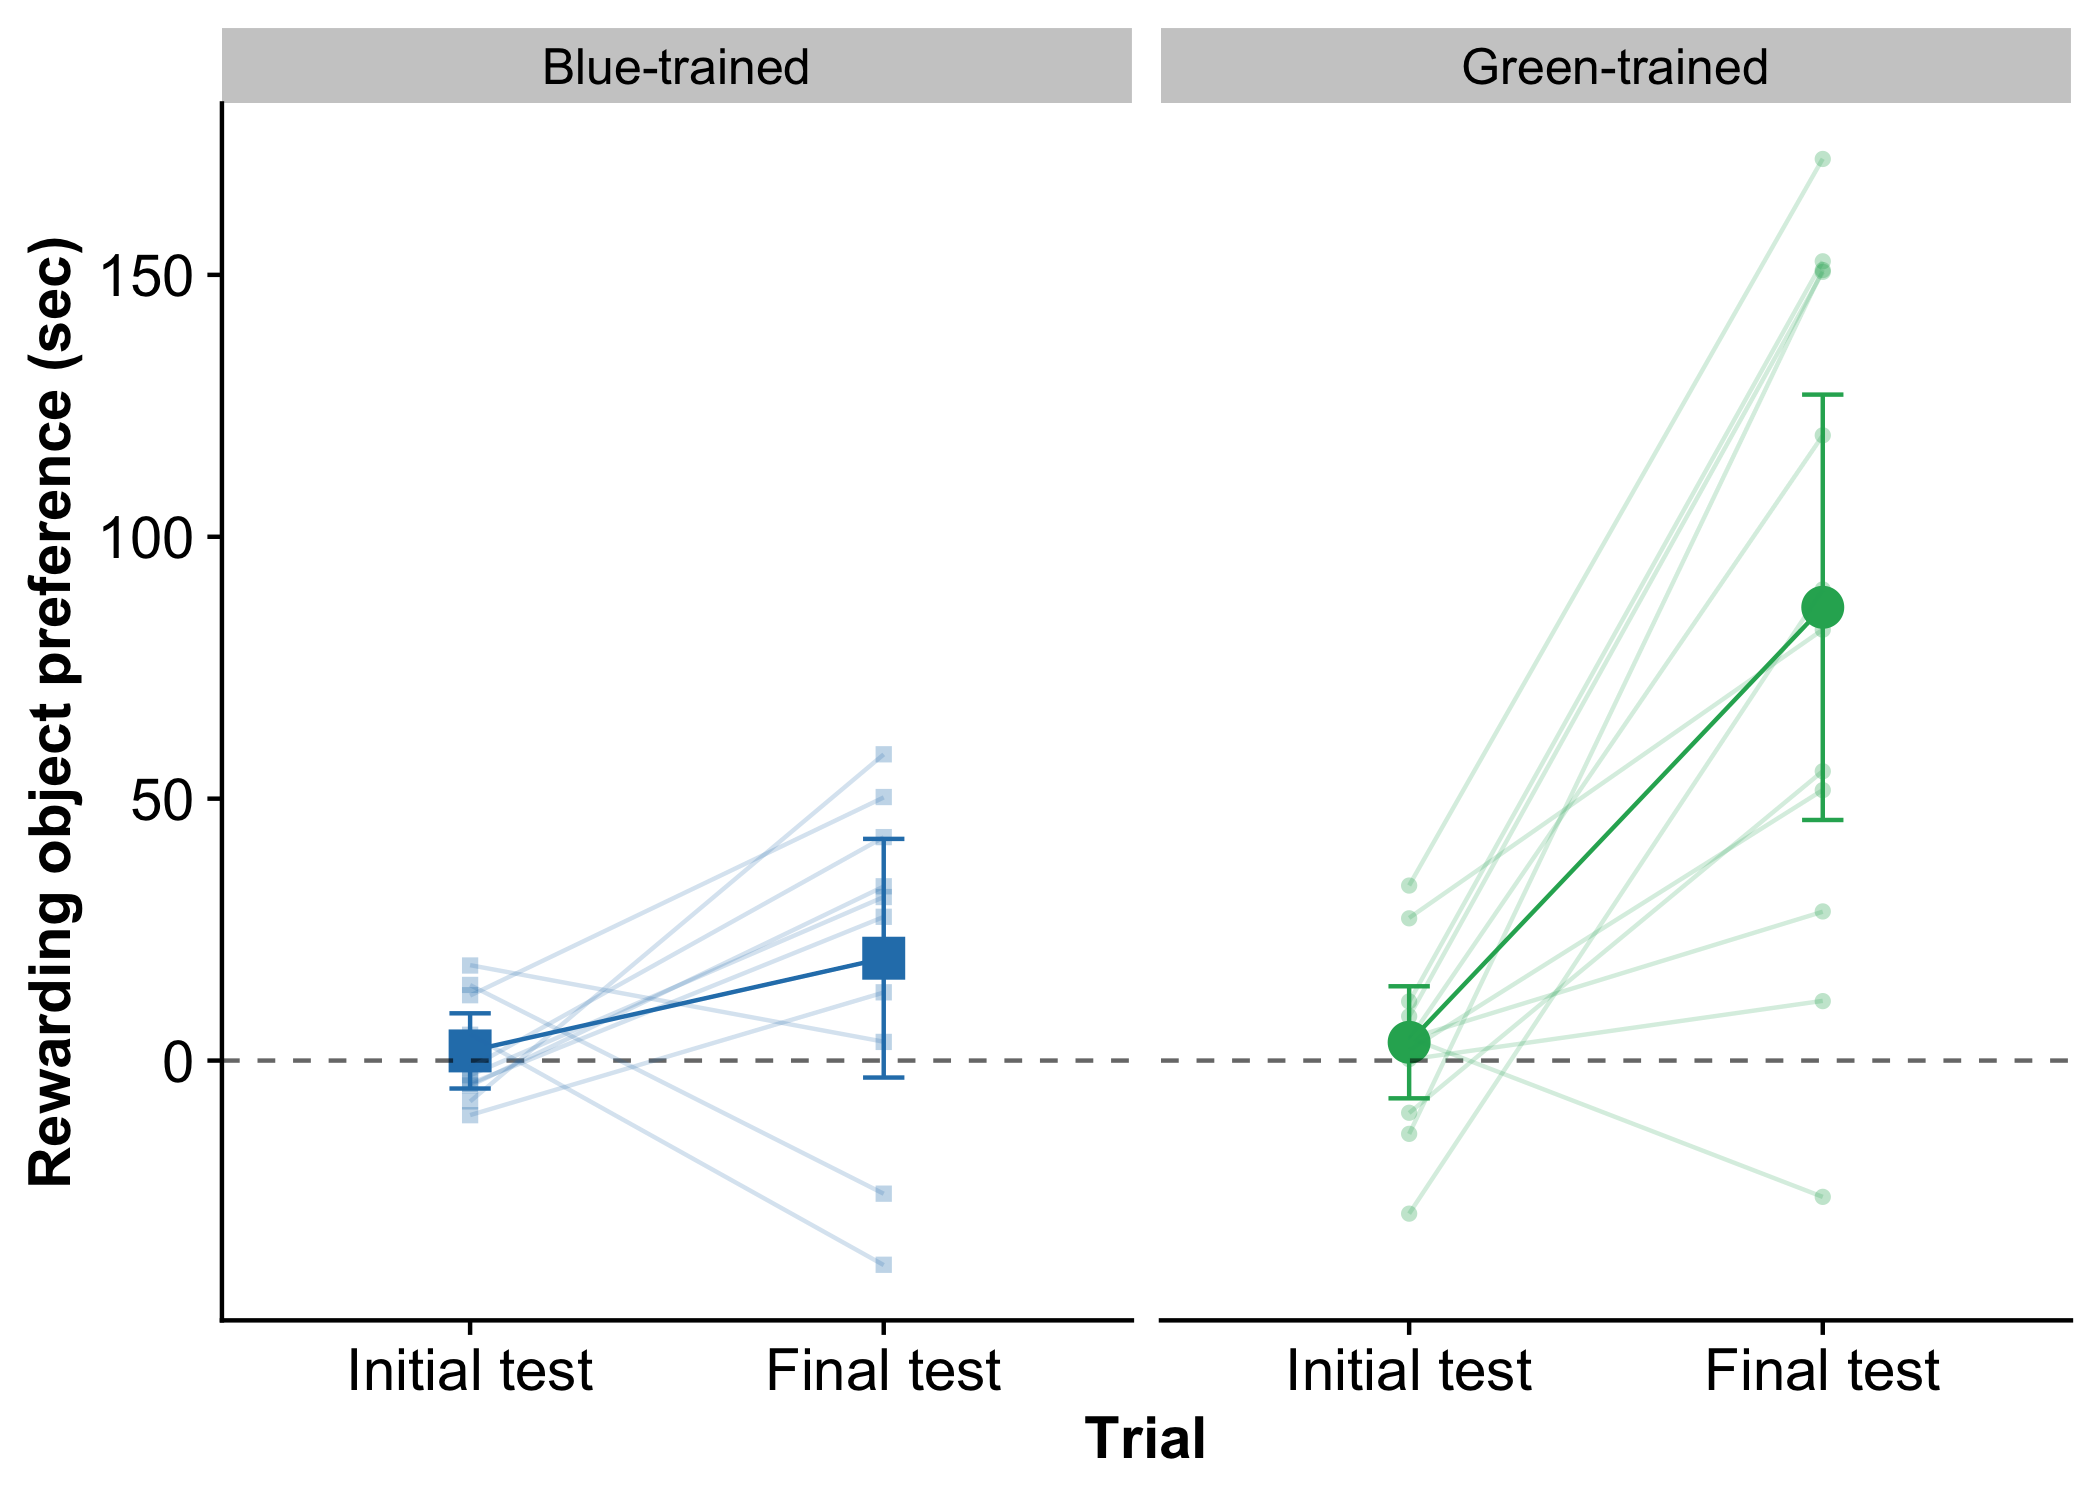 Blue-trained
Green-trained
Rewarding object preference (sec)
150
100
50
0
Initial test
Final test
Initial test
Final test
Trial